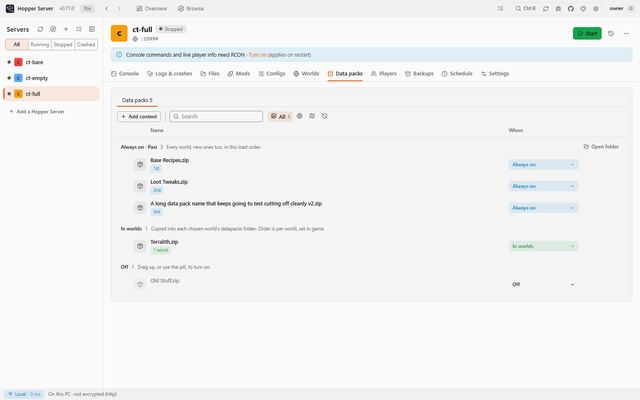 Hopper Server v0.71.0 fox Overview Browse Ctrl K owner
Servers
All Running Stopped Crashed
ct-bare
ct-empty
ct-full
+ Add a Hopper Server
C ct-full Stopped
:25999
Start
Console commands and live player info need RCON · Turn on (applies on restart)
Console Logs & crashes Files Mods Configs Worlds Data packs Players Backups Schedule Settings
Data packs 5
+ Add content Search All 5
Name Where
Always on · Paxi 3 Every world, new ones too, in this load order. Open folder
Base Recipes.zip Always on
1st
Loot Tweaks.zip Always on
2nd
A long data pack name that keeps going to test cutting off cleanly v2.zip Always on
3rd
In worlds 1 Copied into each chosen world's datapacks folder. Order is per world, set in game.
Terralith.zip In worlds
1 world
Off 1 Drag up, or use the pill, to turn on.
Old Stuff.zip Off
Local · 0 ms On this PC · not encrypted (http)